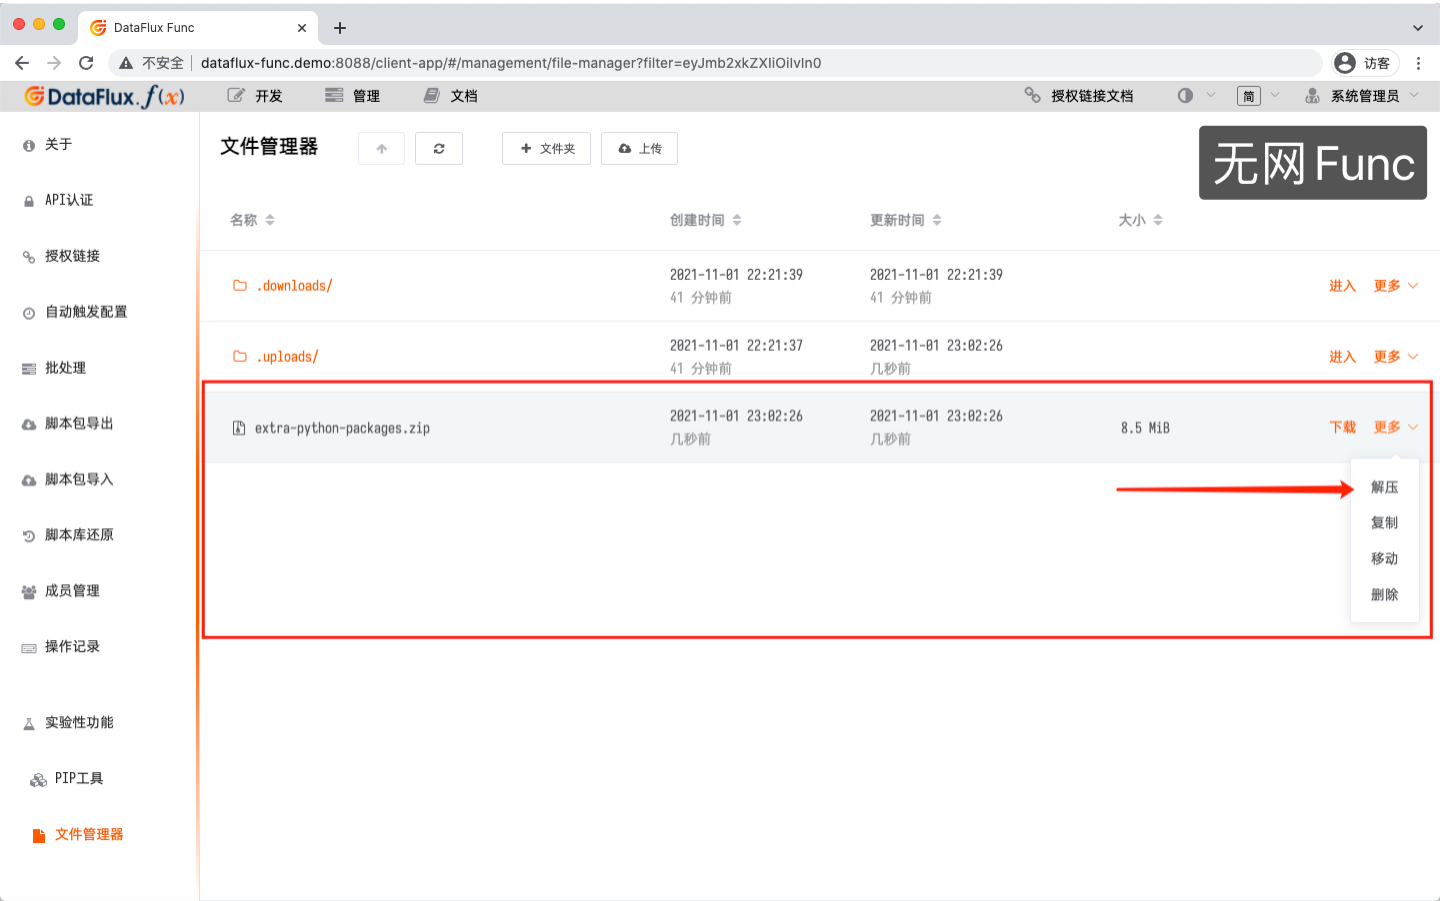 DataFlux Func
不安全 dataflux-func.demo:8088/client-app/#/management/file-manager?filter=eyJmb2xkZXIiOiIvIn0 访客
DataFlux.f(x) 开发 管理 文档 授权链接文档 简 系统管理员
关于
API认证
授权链接
自动触发配置
批处理
脚本包导出
脚本包导入
脚本库还原
成员管理
操作记录
实验性功能
PIP工具
文件管理器
文件管理器 文件夹 上传
无网Func
名称 创建时间 更新时间 大小
.downloads/ 2021-11-01 22:21:39 2021-11-01 22:21:39 进入 更多
41 分钟前 41 分钟前
.uploads/ 2021-11-01 22:21:37 2021-11-01 23:02:26 进入 更多
41 分钟前 几秒前
extra-python-packages.zip 2021-11-01 23:02:26 2021-11-01 23:02:26 8.5 MiB 下载 更多
几秒前 几秒前
解压
复制
移动
删除